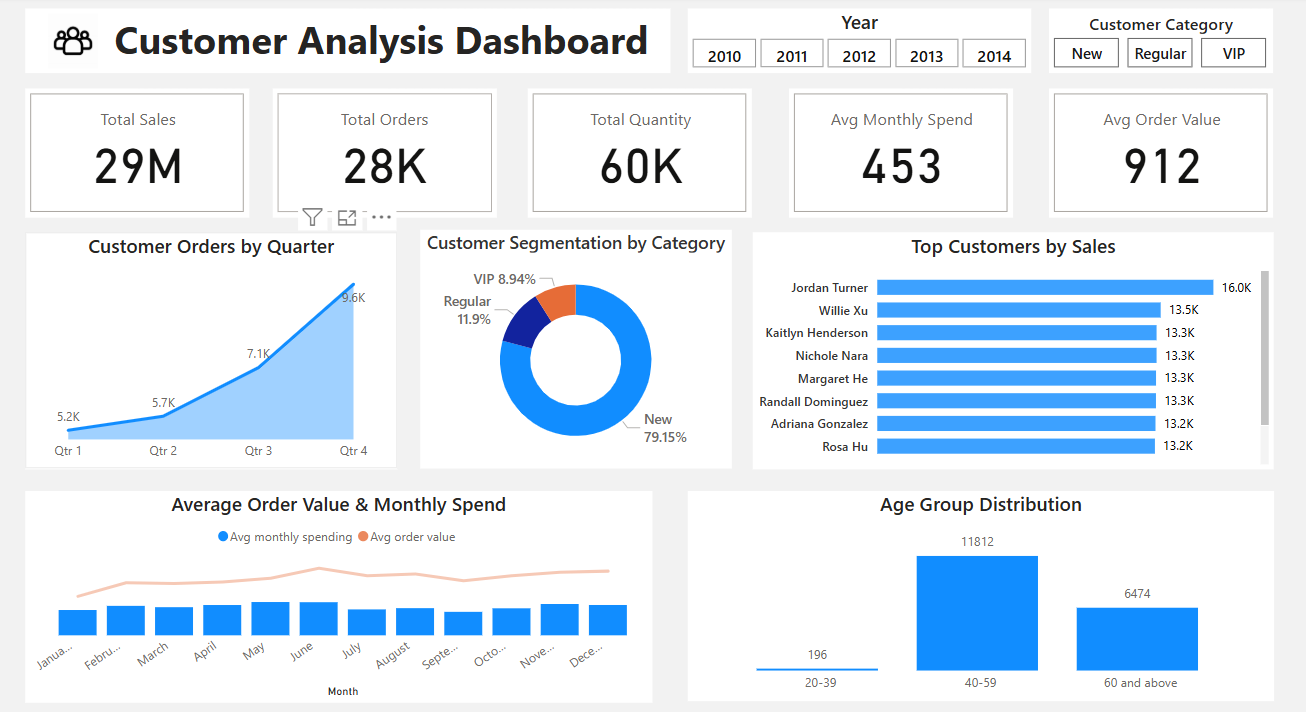 Customer Analysis Dashboard
Year
2010 2011 2012 2013 2014
Customer Category
New Regular VIP
Total Sales
29M
Total Orders
28K
Total Quantity
60K
Avg Monthly Spend
453
Avg Order Value
912
Customer Orders by Quarter
9.6K
7.1K
5.7K
5.2K
Qtr 1 Qtr 2 Qtr 3 Qtr 4
Customer Segmentation by Category
VIP 8.94%
Regular
11.9%
New
79.15%
Top Customers by Sales
Jordan Turner 16.0K
Willie Xu 13.5K
Kaitlyn Henderson 13.3K
Nichole Nara 13.3K
Margaret He 13.3K
Randall Dominguez 13.3K
Adriana Gonzalez 13.2K
Rosa Hu 13.2K
Average Order Value & Monthly Spend
Avg monthly spending Avg order value
Janua... Febru... March April May June July August Septe... Octo... Nove... Dece...
Month
Age Group Distribution
11812
6474
196
20-39 40-59 60 and above